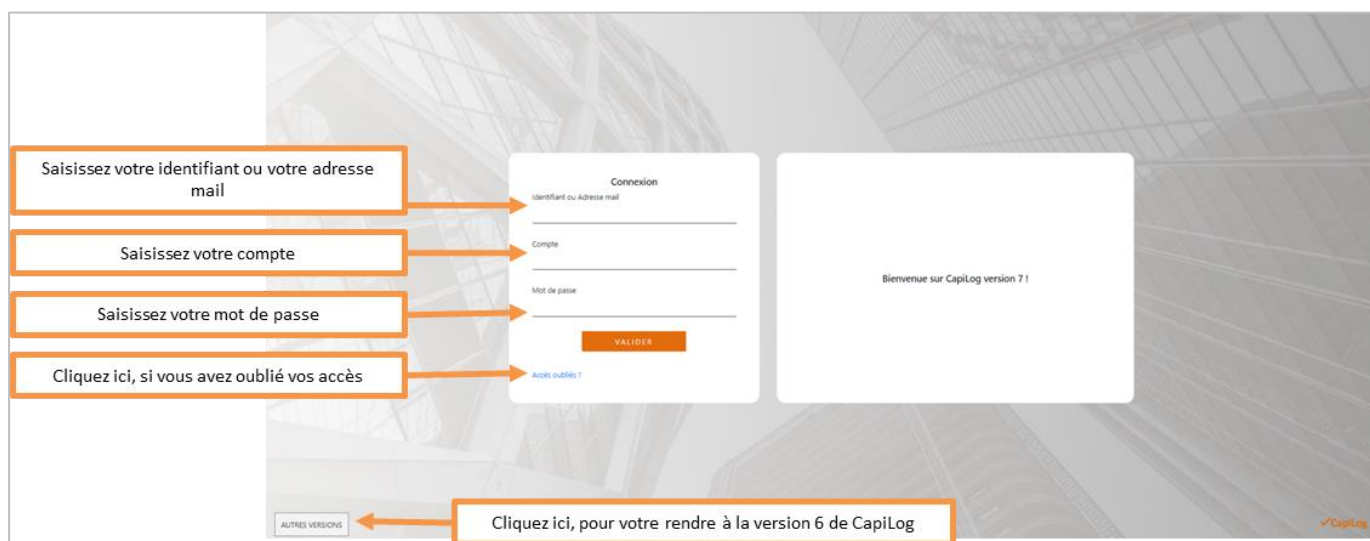 Saisissez votre identifiant ou votre adresse
mail
Saisissez votre compte
Saisissez votre mot de passe
Cliquez ici, si vous avez oublié vos accès
Connexion
Identifiant ou Adresse mail
Compte
Mot de passe
VALIDER
Accès oubliés ?
Bienvenue sur CapiLog version 7 !
AUTRES VERSIONS
Cliquez ici, pour votre rendre à la version 6 de CapiLog
CapiLog